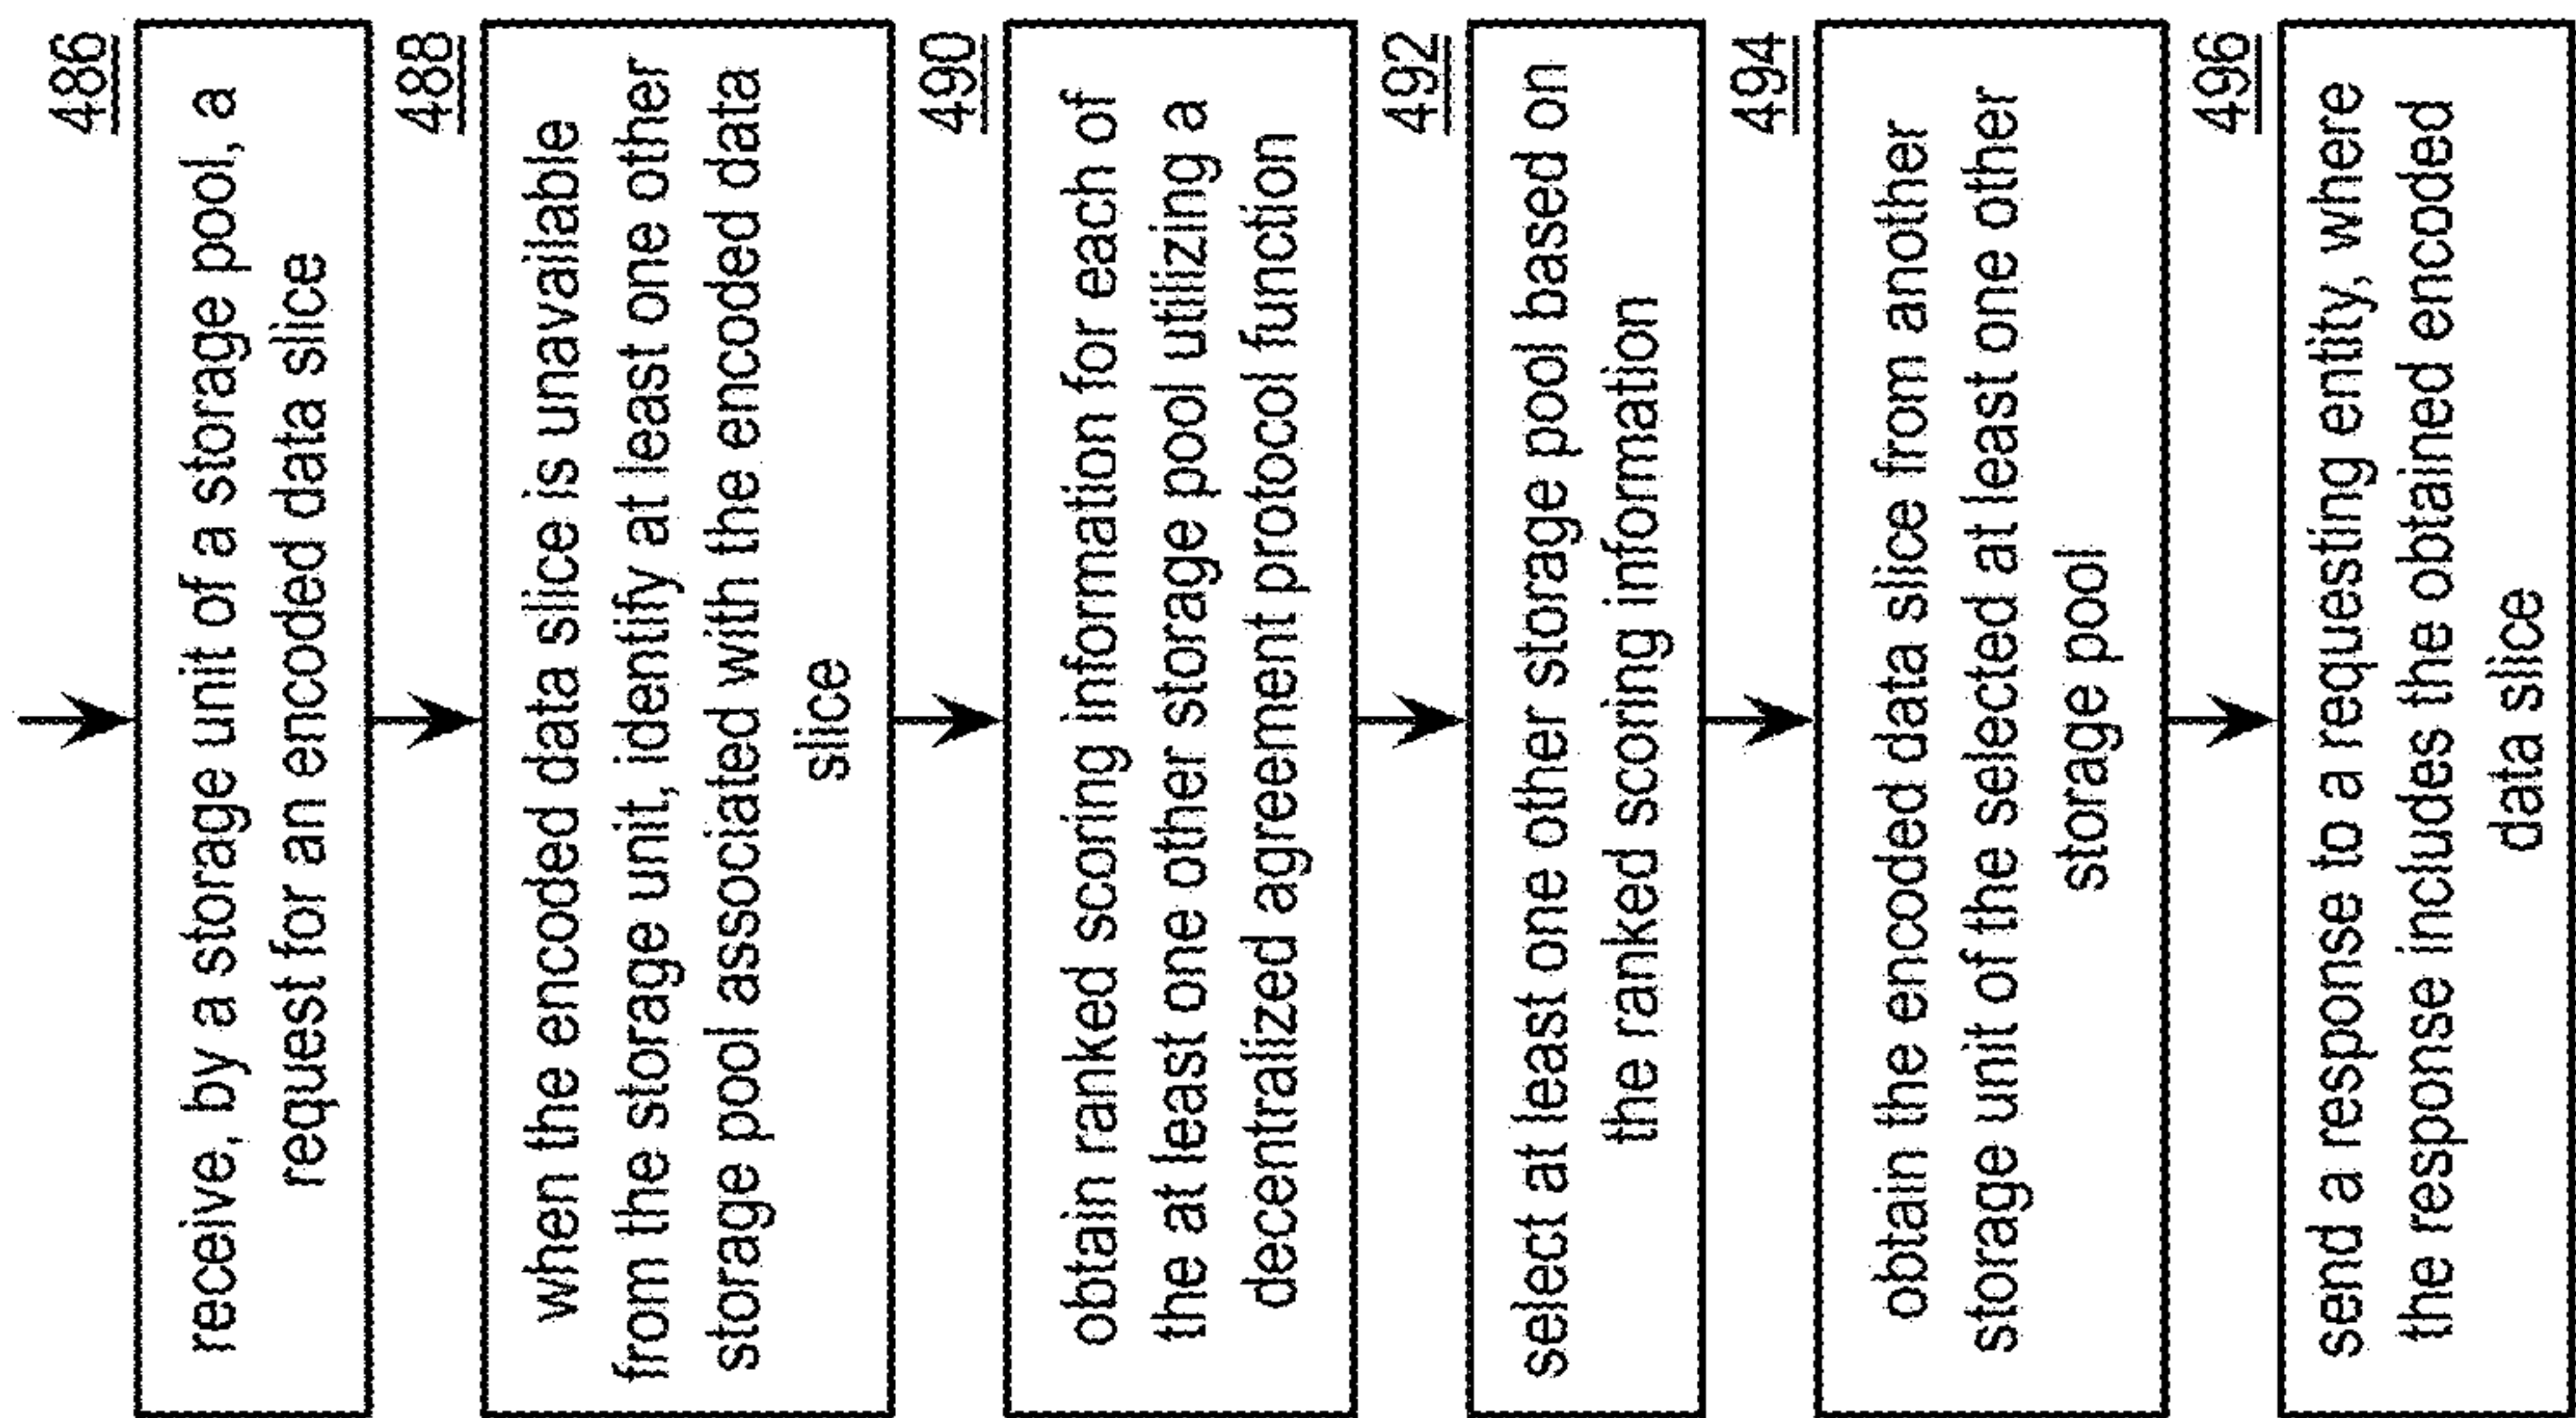 486
receive, by a storage unit of a storage pool, a
request for an encoded data slice
488
when the encoded data slice is unavailable
from the storage unit, identify at least one other
storage pool associated with the encoded data
slice
490
obtain ranked scoring information for each of
the at least one other storage pool utilizing a
decentralized agreement protocol function
492
select at least one other storage pool based on
the ranked scoring information
494
obtain the encoded data slice from another
storage unit of the selected at least one other
storage pool
496
send a response to a requesting entity, where
the response includes the obtained encoded
data slice